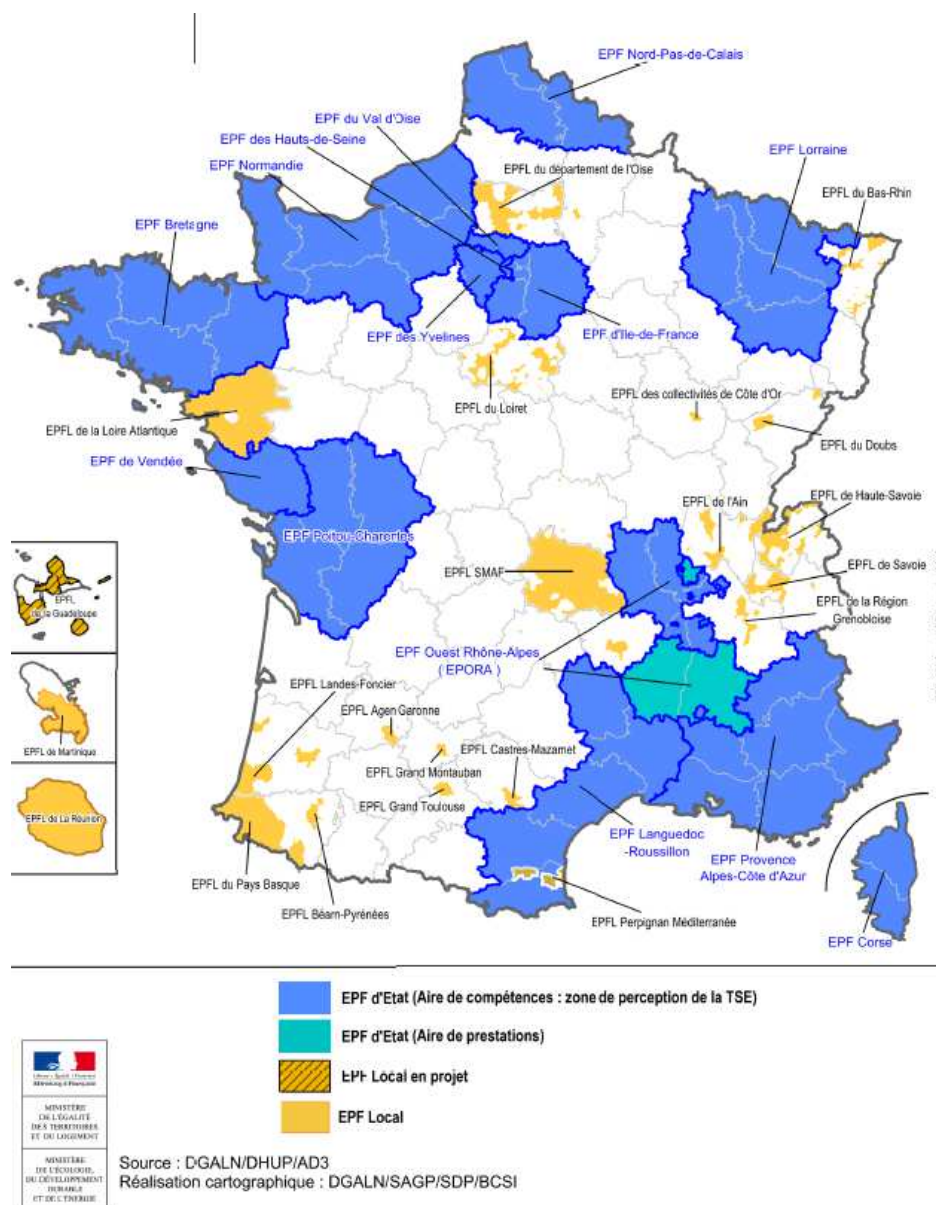 EPF Nord-Pas-de-Calais
EPF du Val d'Oise
EPF des Hauts-de-Seine
EPF Normandie
EPFL du département de l'Oise
EPF Lorraine
EPFL du Bas-Rhin
EPF Bretagne
EPF des Yvelines
EPF d'Ile-de-France
EPFL du Loiret
EPFL des collectivités de Côte d'Or
EPFL de la Loire Atlantique
EPFL du Doubs
EPF de Vendée
EPFL de l'Ain
EPFL de Haute-Savoie
EPF Poitou-Charentes
EPFL SMAF
EPFL de Savoie
EPFL
de la Guadeloupe
EPFL de la Région
Grenobloise
EPF Ouest Rhône-Alpes
( EPORA )
EPFL Landes-Foncier
EPFL Agen Garonne
EPFL de Martinique
EPFL Castres-Mazamet
EPFL Grand Montauban
EPFL Grand Toulouse
EPFL de La Réunion
EPF Languedoc
-Roussillon
EPF Provence
Alpes-Côte d'Azur
EPFL du Pays Basque
EPFL Béarn-Pyrénées
EPFL Perpignan Méditerranée
EPF Corse
EPF d'Etat (Aire de compétences : zone de perception de la TSE)
EPF d'Etat (Aire de prestations)
EPF Local en projet
EPF Local
MINISTÈRE
DE L'ÉGALITÉ
DES TERRITOIRES
ET DU LOGEMENT
MINISTÈRE
DE L'ÉCOLOGIE,
DU DÉVELOPPEMENT
DURABLE
ET DE L'ÉNERGIE
Source : DGALN/DHUP/AD3
Réalisation cartographique : DGALN/SAGP/SDP/BCSI